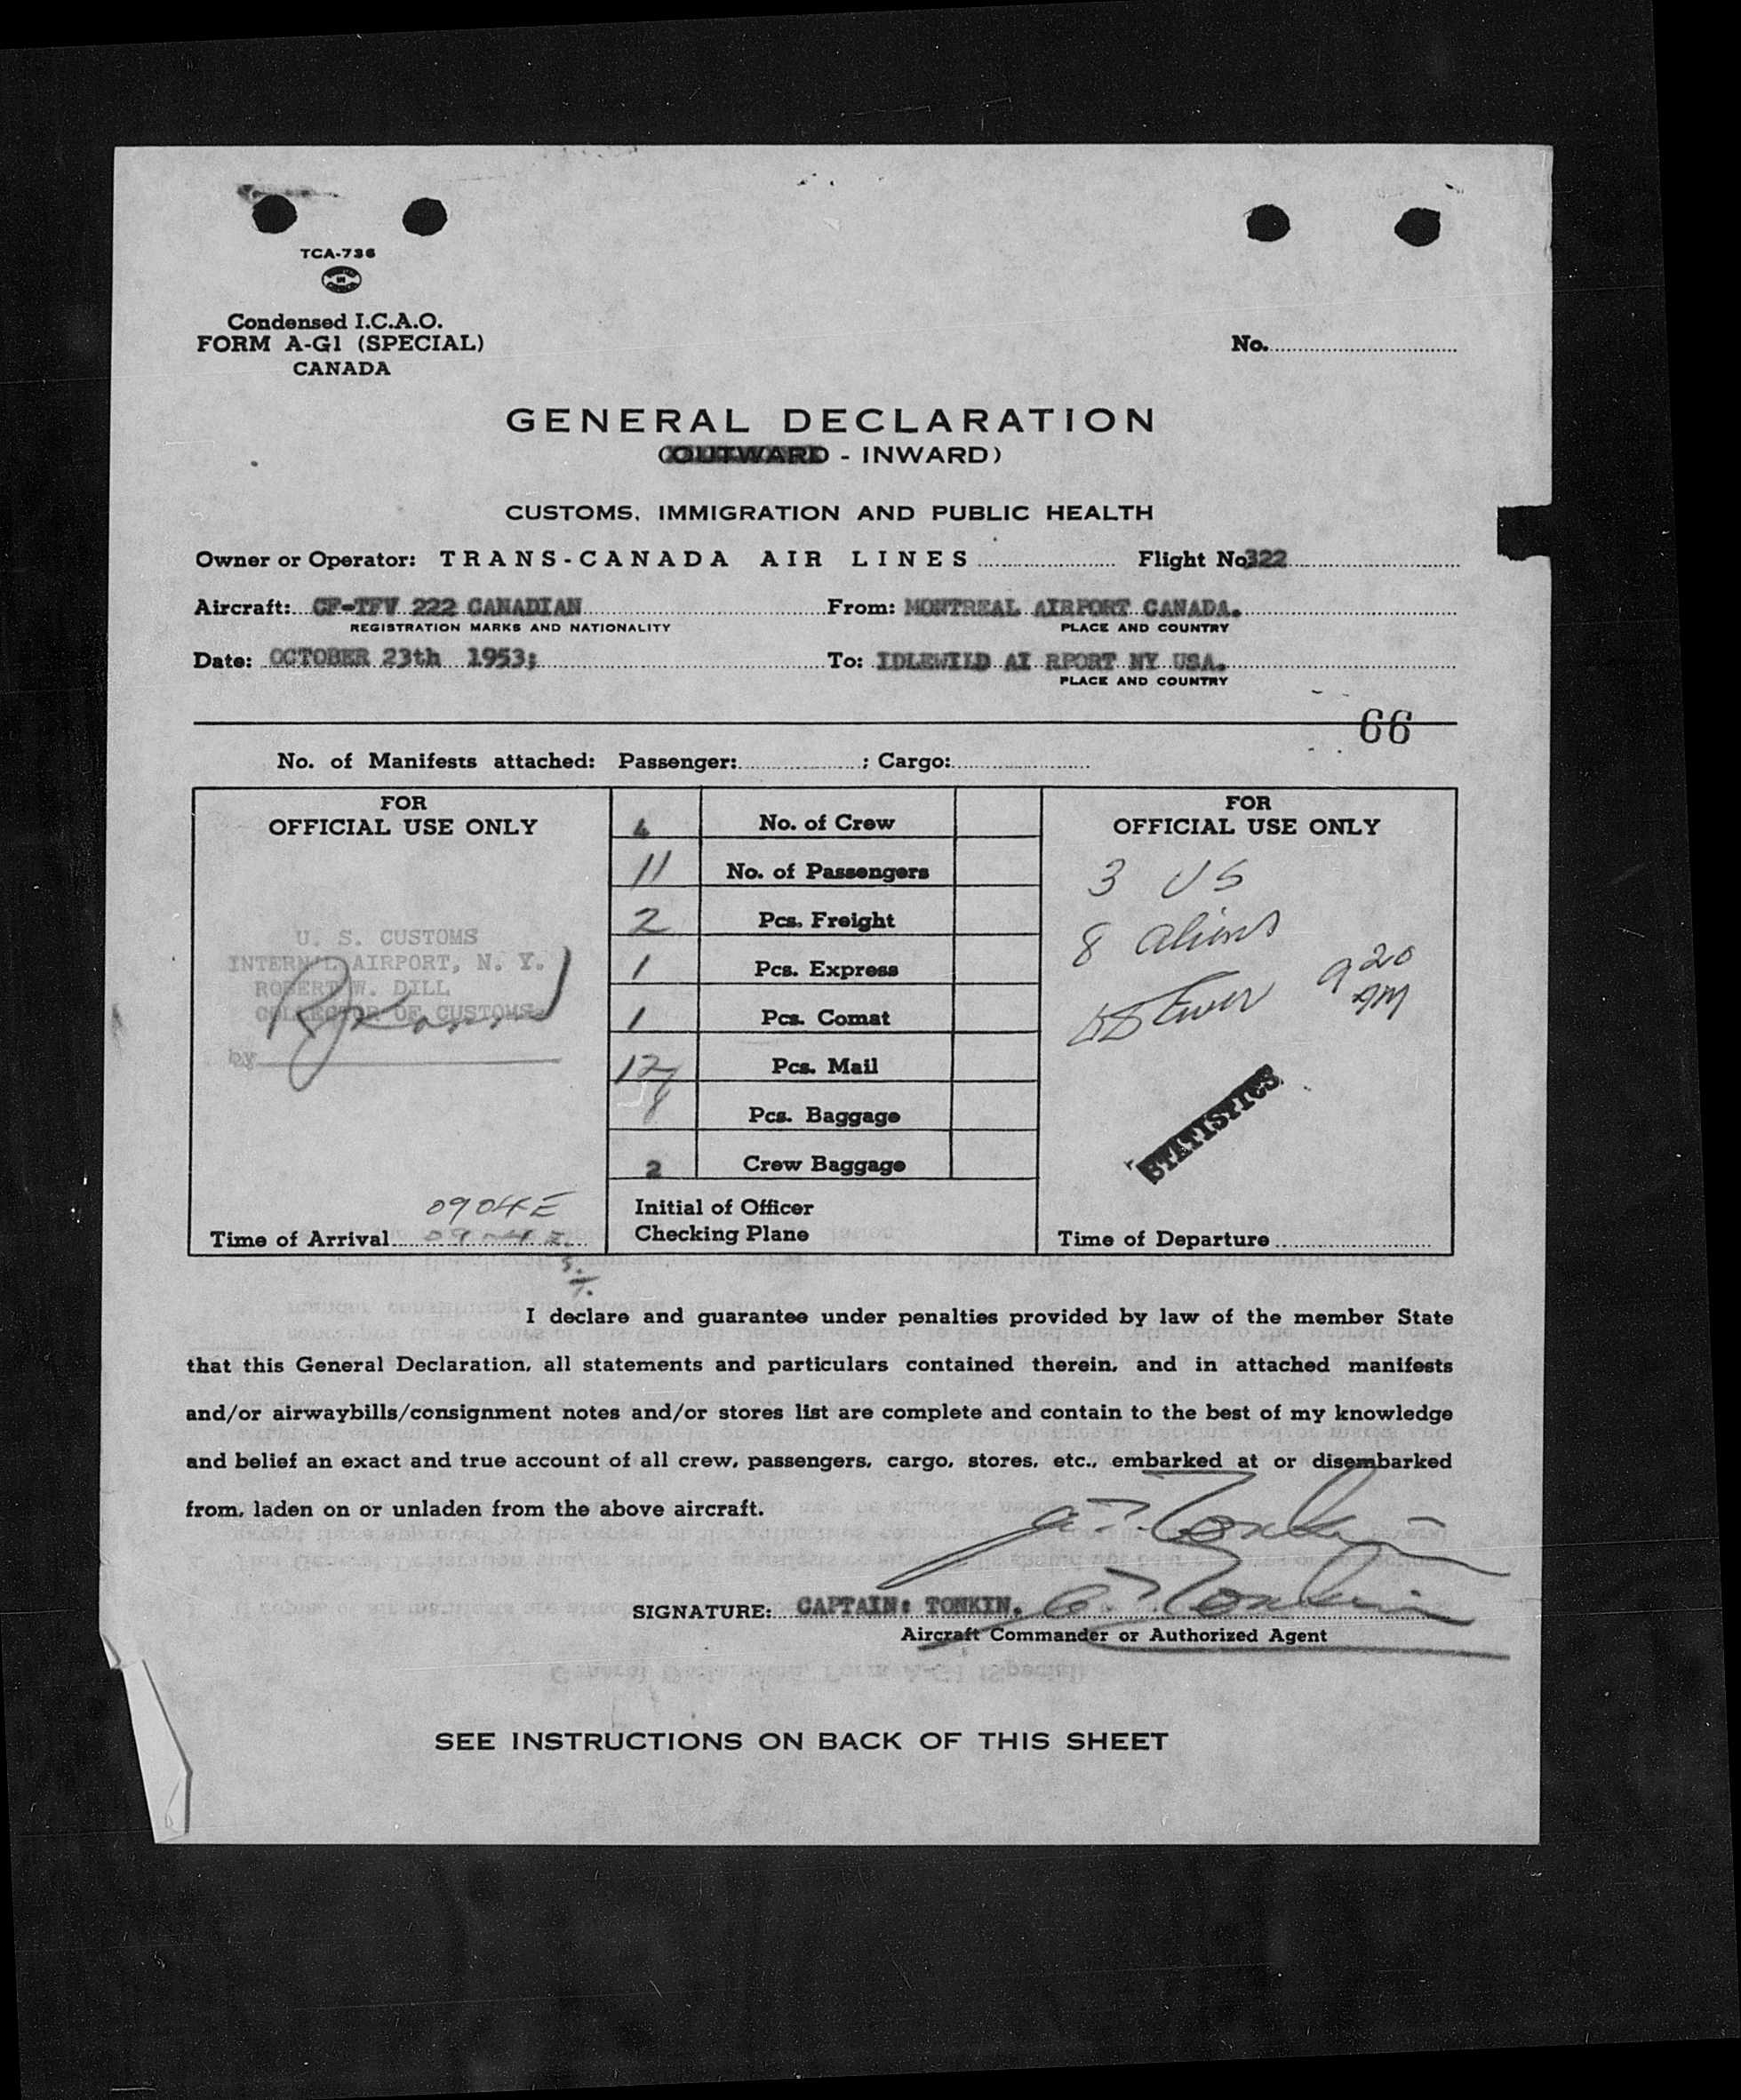 TCA-736
Condensed I.C.A.O.
FORM A-G1 (SPECIAL)
CANADA
No.
GENERAL DECLARATION
(OUTWARD - INWARD)
CUSTOMS, IMMIGRATION AND PUBLIC HEALTH
Owner or Operator: TRANS-CANADA AIR LINES Flight No. 322
Aircraft: CF-TFV 222 CANADIAN From: MONTREAL AIRPORT CANADA.
REGISTRATION MARKS AND NATIONALITY PLACE AND COUNTRY
Date: OCTOBER 23th 1953; To: IDLEWILD AI RPORT NY USA.
PLACE AND COUNTRY
66
No. of Manifests attached: Passenger: ; Cargo:
FOR
OFFICIAL USE ONLY
U. S. CUSTOMS
INTERN'L AIRPORT, N. Y.
ROBERT W. DILL
COLLECTOR OF CUSTOMS
by
0904E
Time of Arrival
4 No. of Crew
11 No. of Passengers
2 Pcs. Freight
1 Pcs. Express
1 Pcs. Comat
12 Pcs. Mail
Pcs. Baggage
2 Crew Baggage
Initial of Officer
Checking Plane
FOR
OFFICIAL USE ONLY
3 US
8 aliens
9 20
AM
STATISTICS
Time of Departure
I declare and guarantee under penalties provided by law of the member State
that this General Declaration, all statements and particulars contained therein, and in attached manifests
and/or airwaybills/consignment notes and/or stores list are complete and contain to the best of my knowledge
and belief an exact and true account of all crew, passengers, cargo, stores, etc., embarked at or disembarked
from, laden on or unladen from the above aircraft.
SIGNATURE: CAPTAIN: TONKIN.
Aircraft Commander or Authorized Agent
SEE INSTRUCTIONS ON BACK OF THIS SHEET